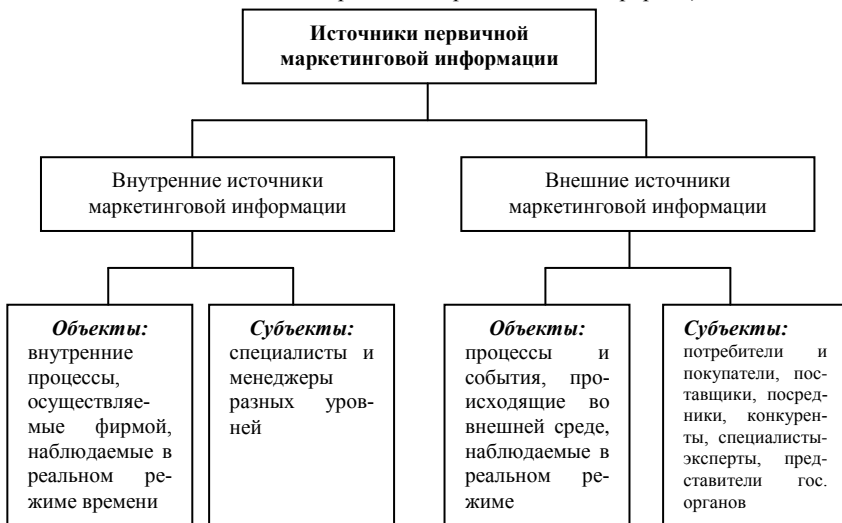 Источники первичной
маркетинговой информации
Внутренние источники
маркетинговой информации
Внешние источники
маркетинговой информации
Объекты:
внутренние
процессы,
осуществляе-
мые фирмой,
наблюдаемые в
реальном ре-
жиме времени
Субъекты:
специалисты и
менеджеры
разных уров-
ней
Объекты:
процессы и
события, про-
исходящие во
внешней среде,
наблюдаемые в
реальном ре-
жиме
Субъекты:
потребители и
покупатели, пос-
тавщики, посред-
ники, конкурен-
ты, специалисты-
эксперты, пред-
ставители гос.
органов